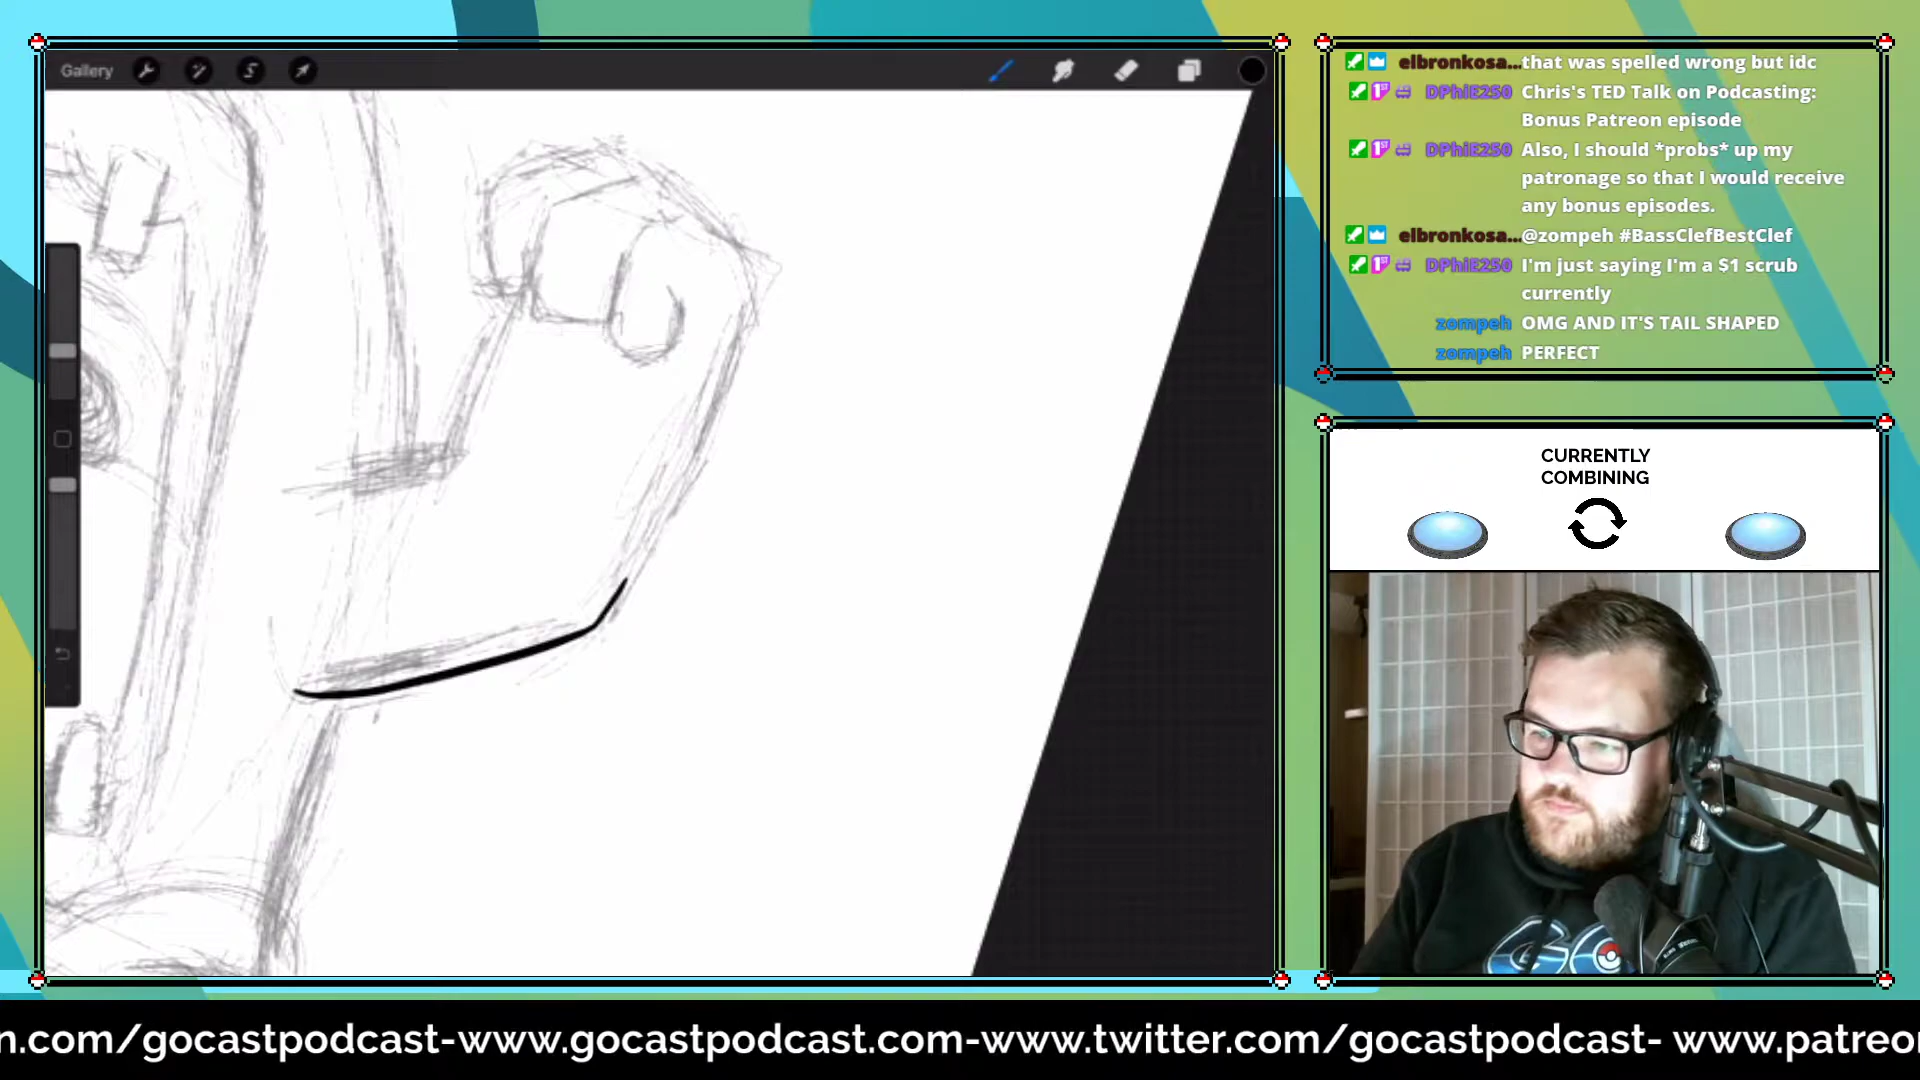 Gallery
elbronkosa... that was spelled wrong but idc
DPhiE250 Chris's TED Talk on Podcasting:
Bonus Patreon episode
DPhiE250 Also, I should *probs* up my
patronage so that I would receive
any bonus episodes.
elbronkosa... @zompeh #BassClefBestClef
DPhiE250 I'm just saying I'm a $1 scrub
currently
zompeh OMG AND IT'S TAIL SHAPED
zompeh PERFECT
CURRENTLY
COMBINING
GO
n.com/gocastpodcast-www.gocastpodcast.com-www.twitter.com/gocastpodcast- www.patreo